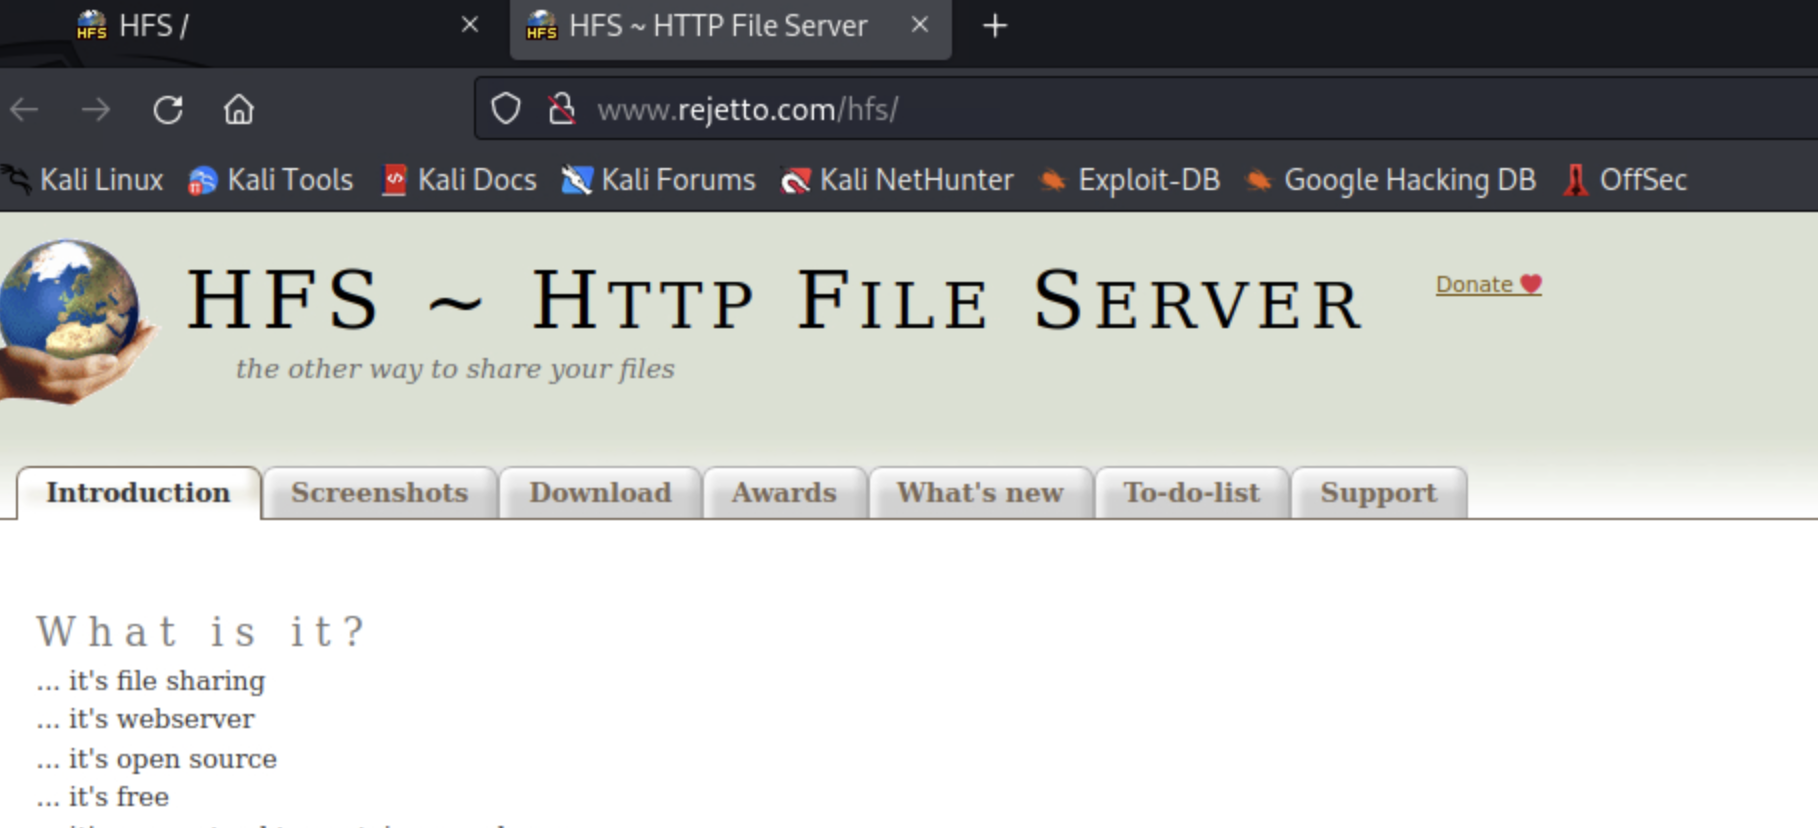 HFS /
HFS ~ HTTP File Server
www.rejetto.com/hfs/
Kali Linux Kali Tools Kali Docs Kali Forums Kali NetHunter Exploit-DB Google Hacking DB OffSec
HFS ~ HTTP FILE SERVER
Donate
the other way to share your files
Introduction Screenshots Download Awards What's new To-do-list Support
What is it?
... it's file sharing
... it's webserver
... it's open source
... it's free